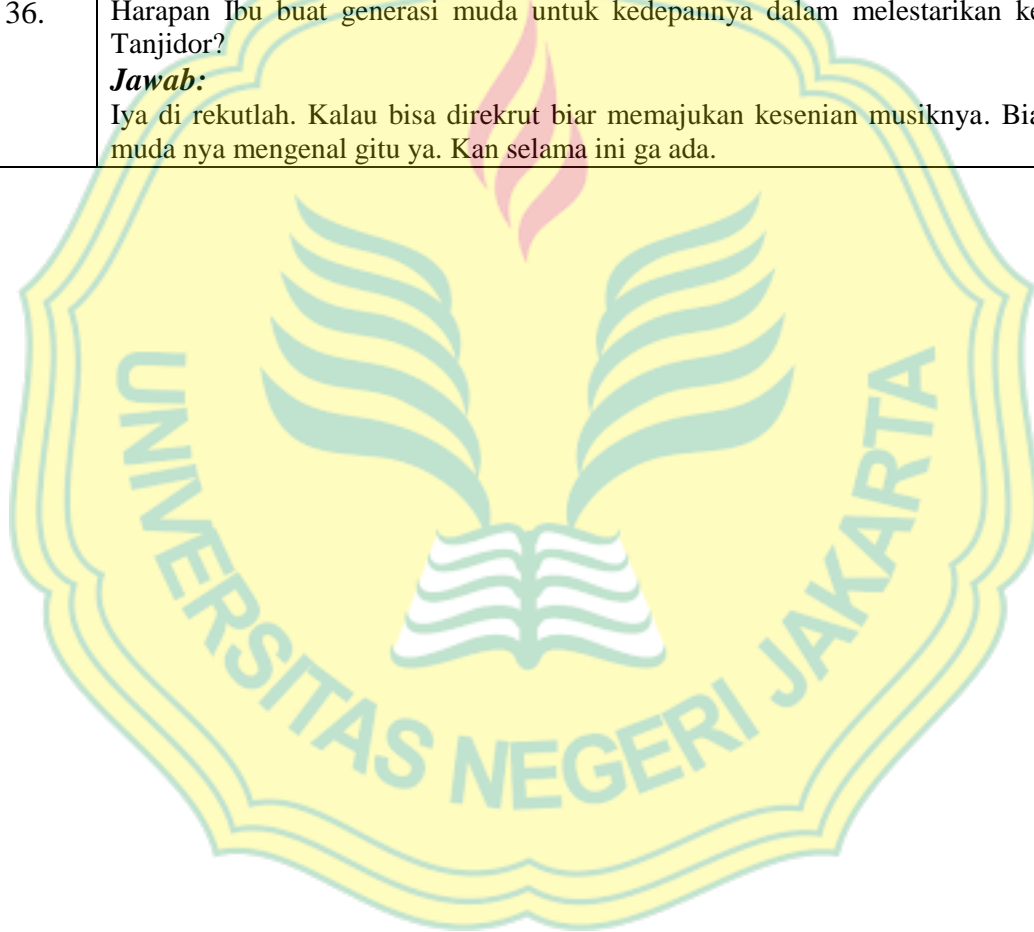 36. Harapan Ibu buat generasi muda untuk kedepannya dalam melestarikan ke
Tanjidor?
Jawab:
Iya di rekutlah. Kalau bisa direkrut biar memajukan kesenian musiknya. Bia
muda nya mengenal gitu ya. Kan selama ini ga ada.
UNIVERSITAS NEGERI JAKARTA